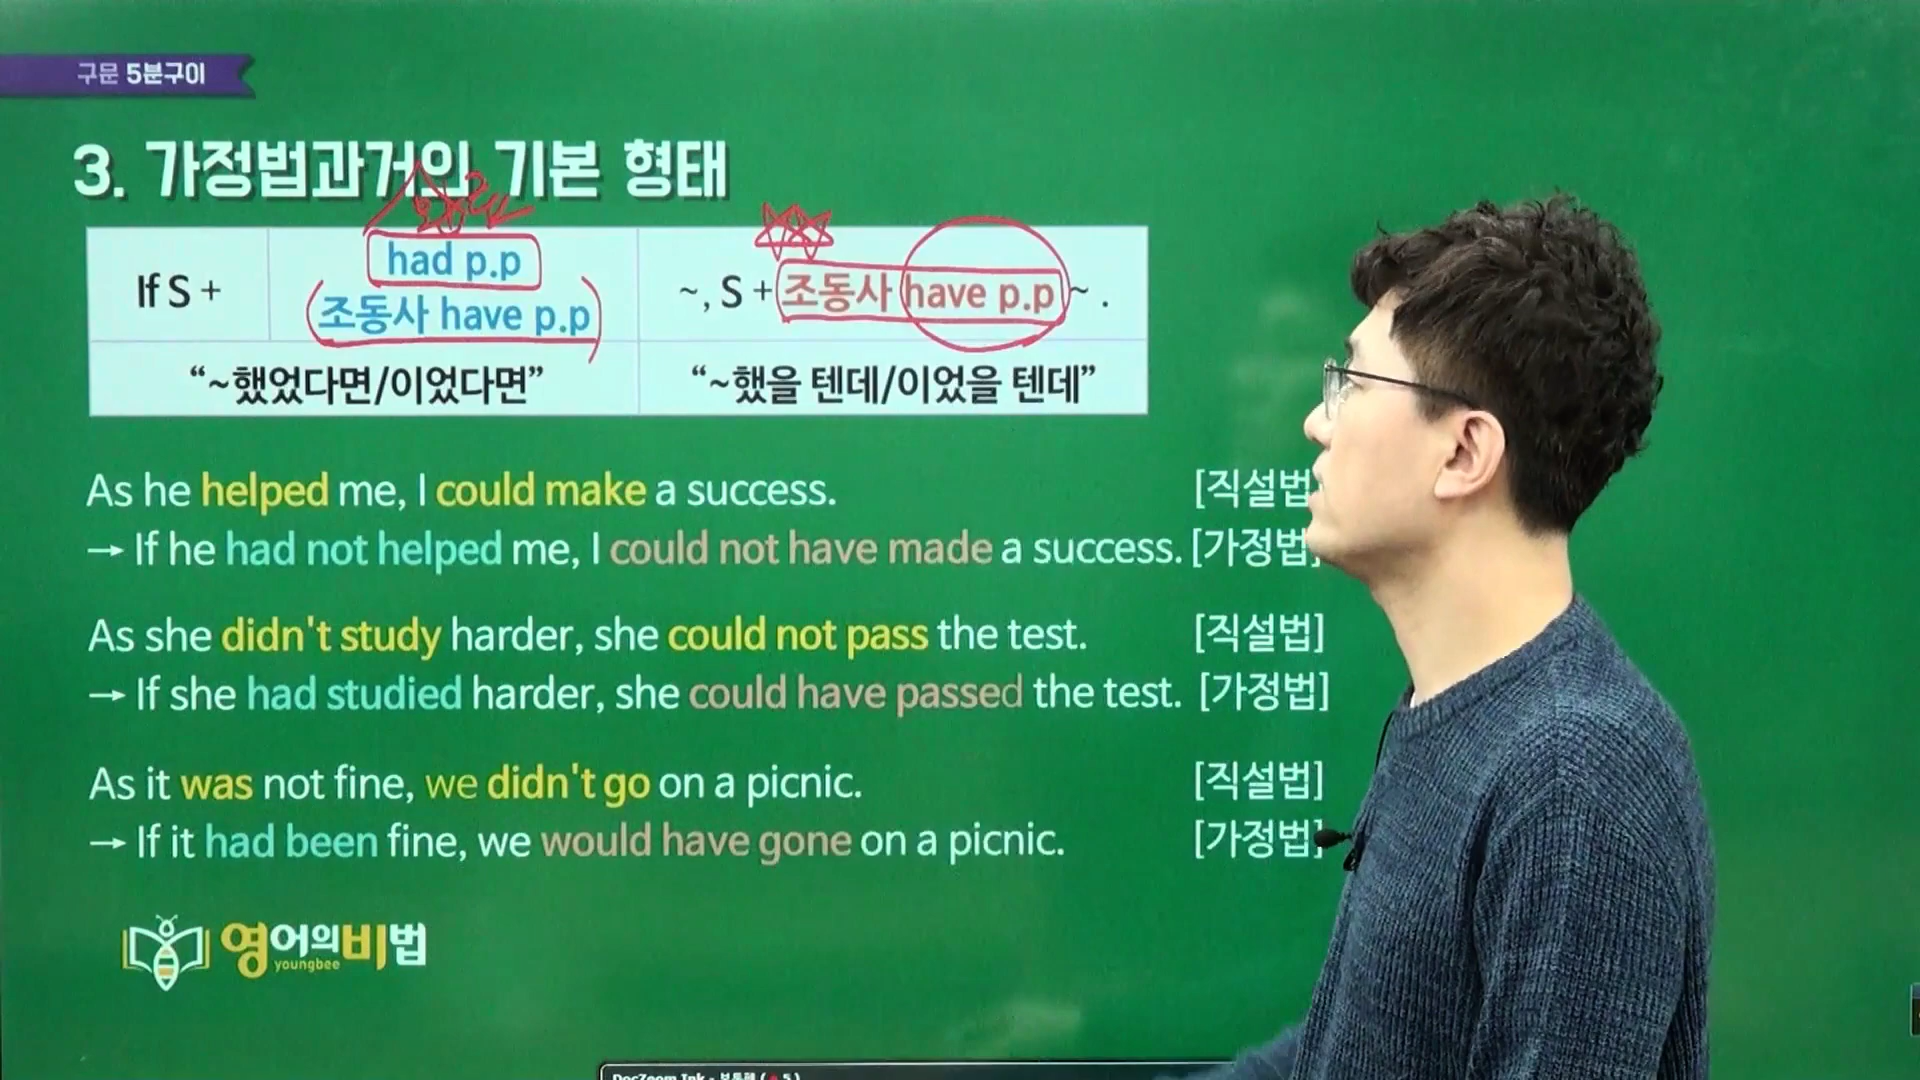 구문 5분구이
3. 가정법과거의 기본 형태
완료
If S +
had p.p
조동사 have p.p
~, S + 조동사 have p.p ~ .
“~했었다면/이었다면”
“~했을 텐데/이었을 텐데”
As he helped me, I could make a success. [직설법
→ If he had not helped me, I could not have made a success. [가정법]
As she didn't study harder, she could not pass the test. [직설법]
→ If she had studied harder, she could have passed the test. [가정법]
As it was not fine, we didn't go on a picnic. [직설법]
→ If it had been fine, we would have gone on a picnic. [가정법]
영어의비법
youngbee